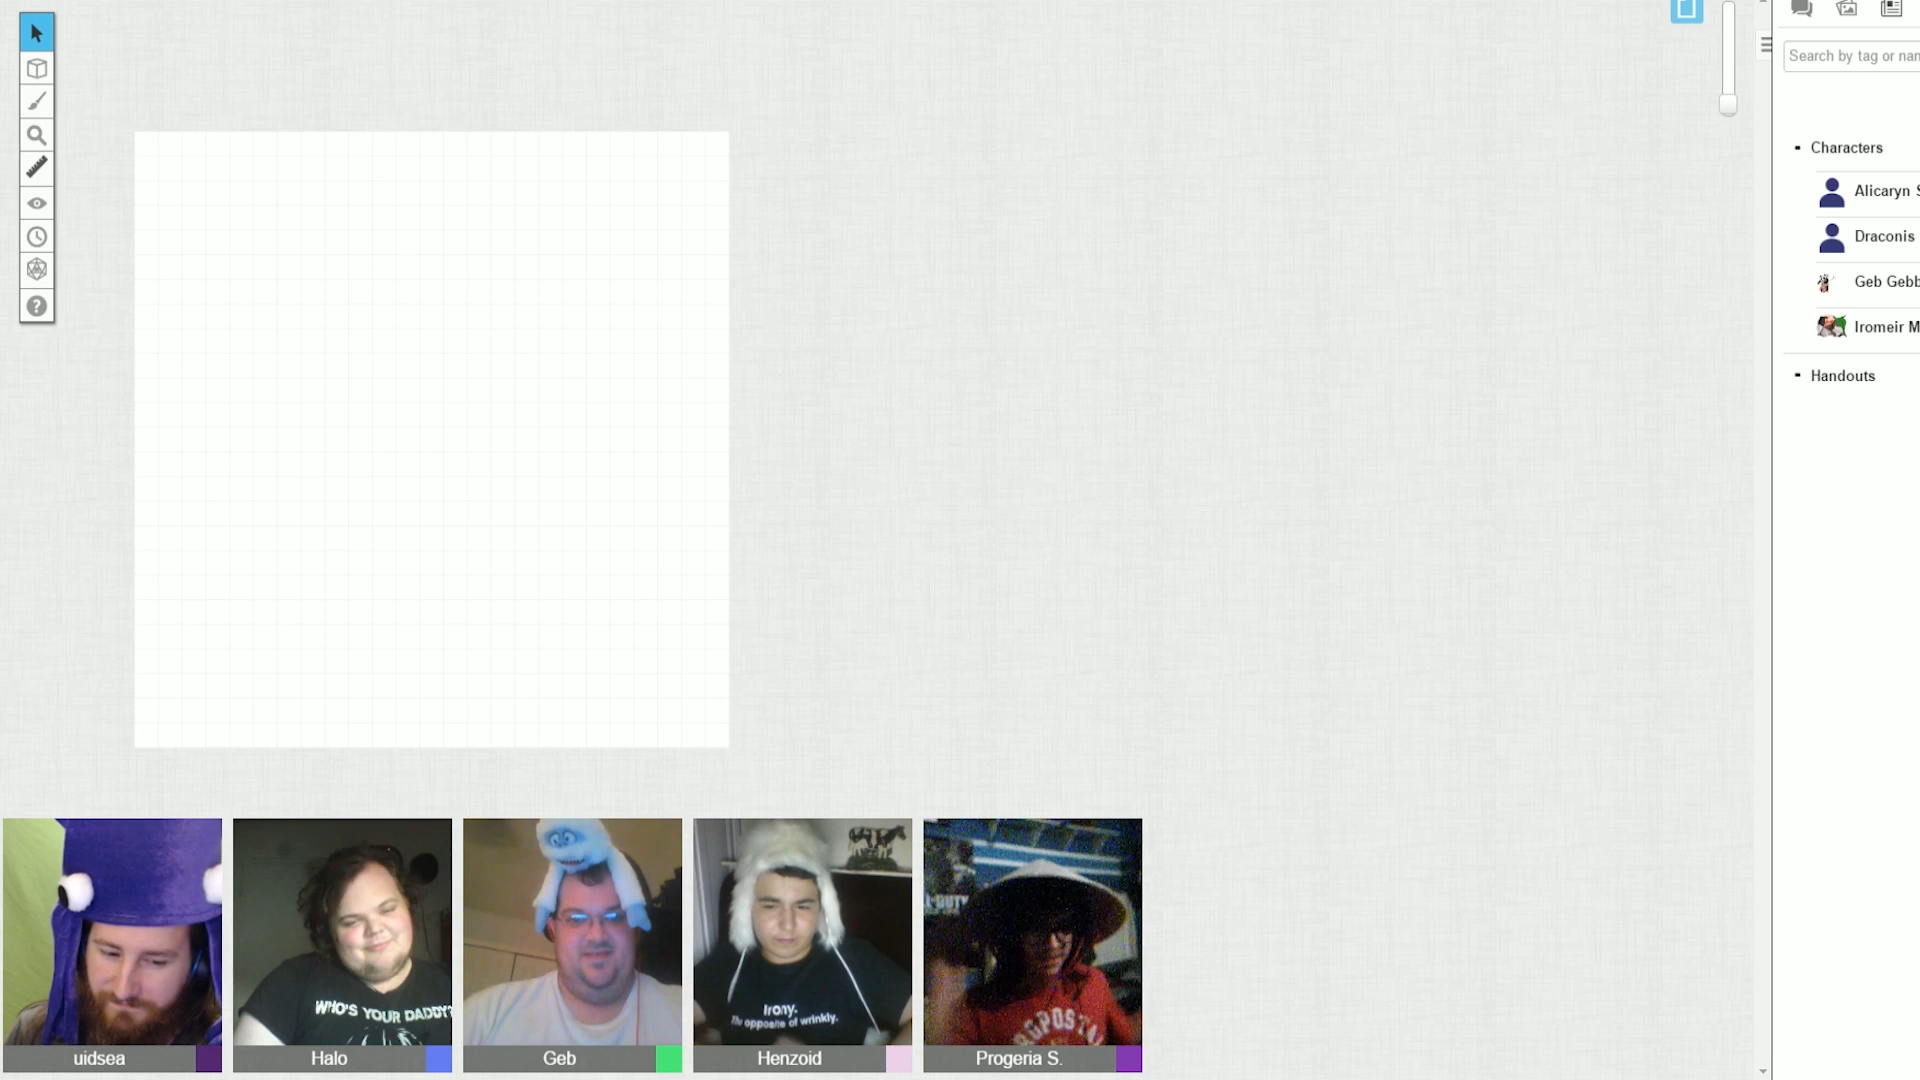 Search by tag or nam
Characters
Alicaryn S
Draconis
Geb Gebb
Iromeir M
Handouts
WHO'S YOUR DADDY?
Irony.
The opposite of wrinkly.
uidsea
Halo
Geb
Henzoid
Progeria S.